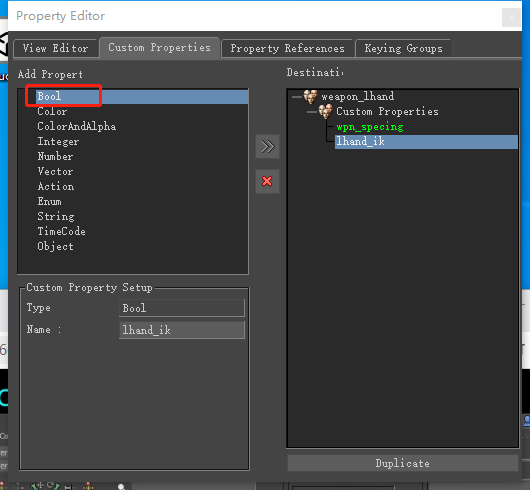 Property Editor
View Editor
Custom Properties
Property References
Keying Groups
Add Propert
Bool
Color
ColorAndAlpha
Integer
Number
Vector
Action
Enum
String
TimeCode
Object
Custom Property Setup
Type
Bool
Name :
lhand_ik
Destinati
weapon_lhand
Custom Properties
wpn_specing
lhand_ik
Duplicate